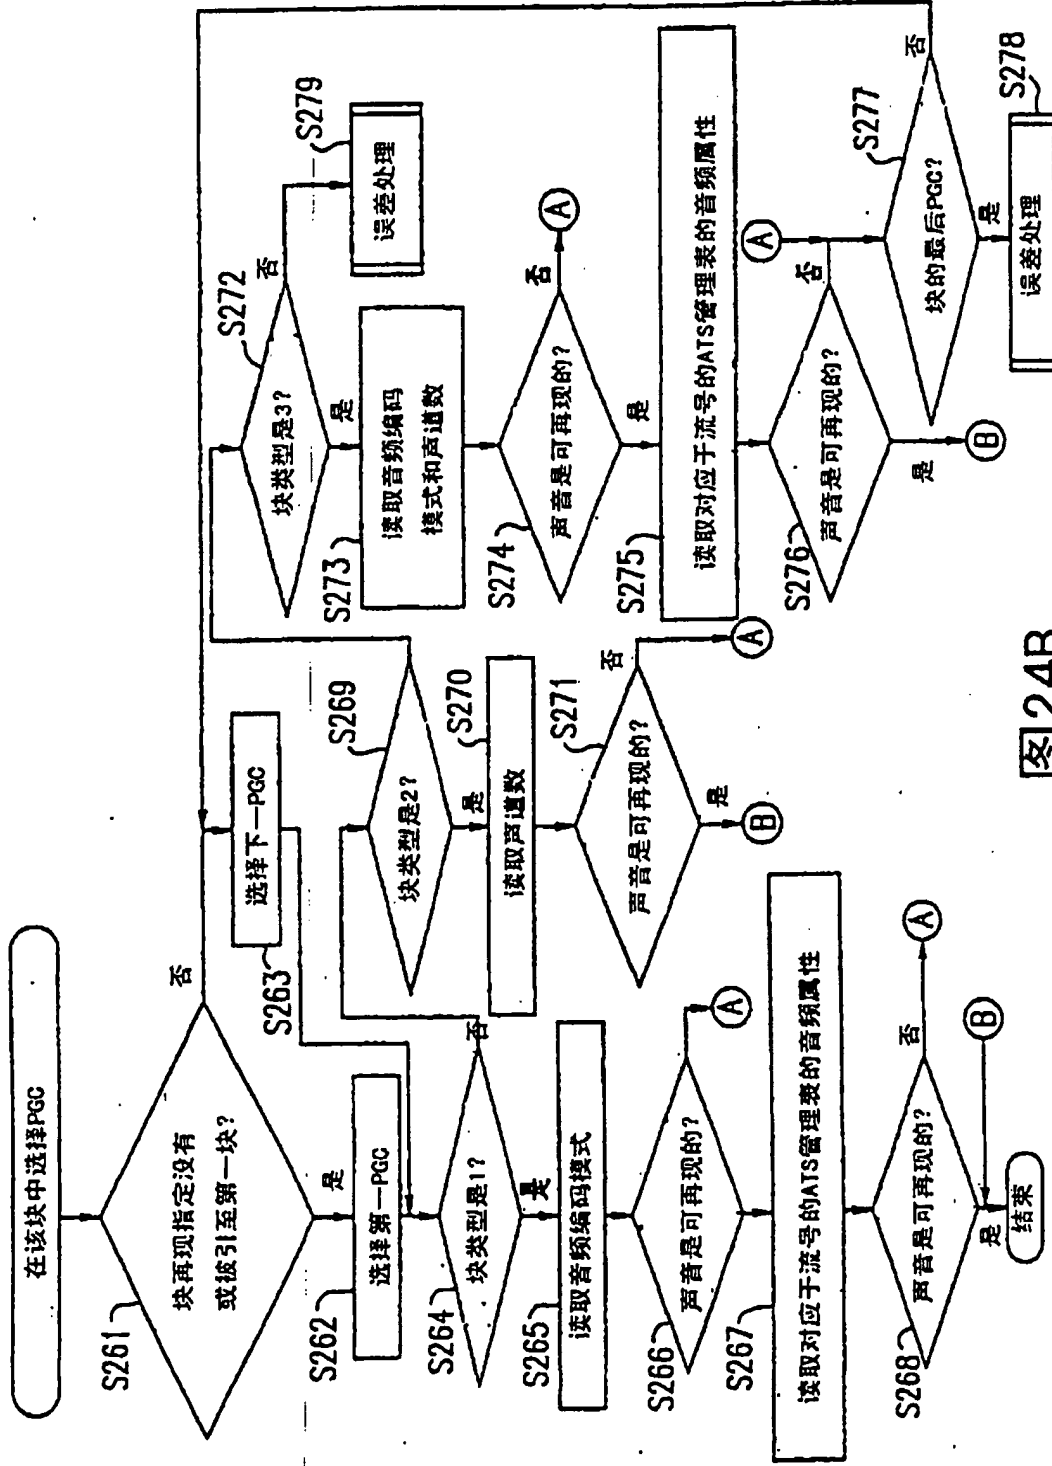 在该块中选择PGC
S261
块再现指定没有
或被引至第一块?
否
是
S262
选择第一PGC
S263
选择下一PGC
S264
块类型是1?
否
是
S265
读取音频编码模式
S266
声音是可再现的?
A
S267
读取对应于流号的ATS管理表的音频属性
S268
声音是可再现的?
否
A
是
B
结束
S269
块类型是2?
是
S270
读取声道数
S271
声音是可再现的?
否
A
是
B
S272
块类型是3?
否
S279
误差处理
是
S273
读取音频编码
模式和声道数
S274
声音是可再现的?
否
A
是
S275
读取对应于流号的ATS管理表的音频属性
S276
声音是可再现的?
否
A
是
B
S277
块的最后PGC?
否
是
S278
误差处理
图24B